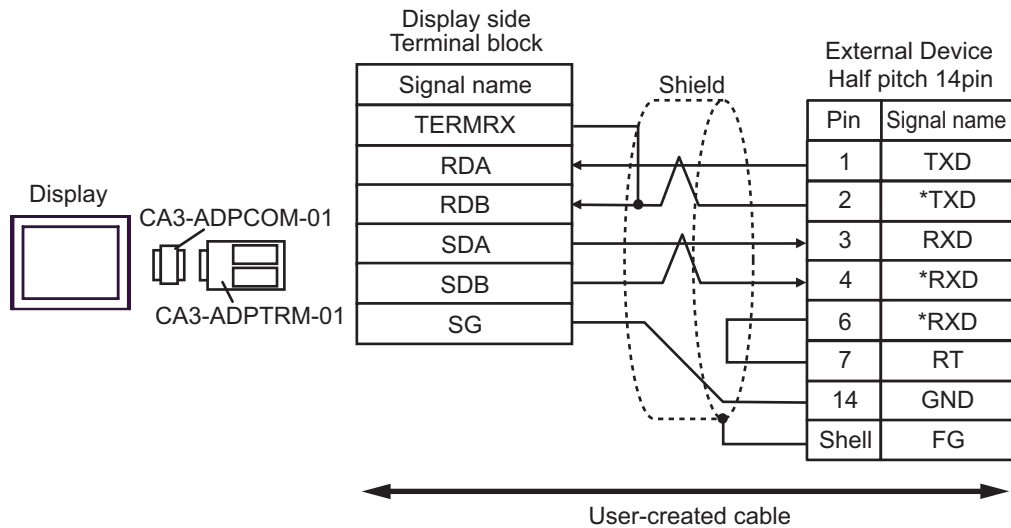 Display
CA3-ADPCOM-01
CA3-ADPTRM-01
Display side
Terminal block
Signal name
TERMRX
RDA
RDB
SDA
SDB
SG
Shield
External Device
Half pitch 14pin
Pin Signal name
1 TXD
2 *TXD
3 RXD
4 *RXD
6 *RXD
7 RT
14 GND
Shell FG
User-created cable